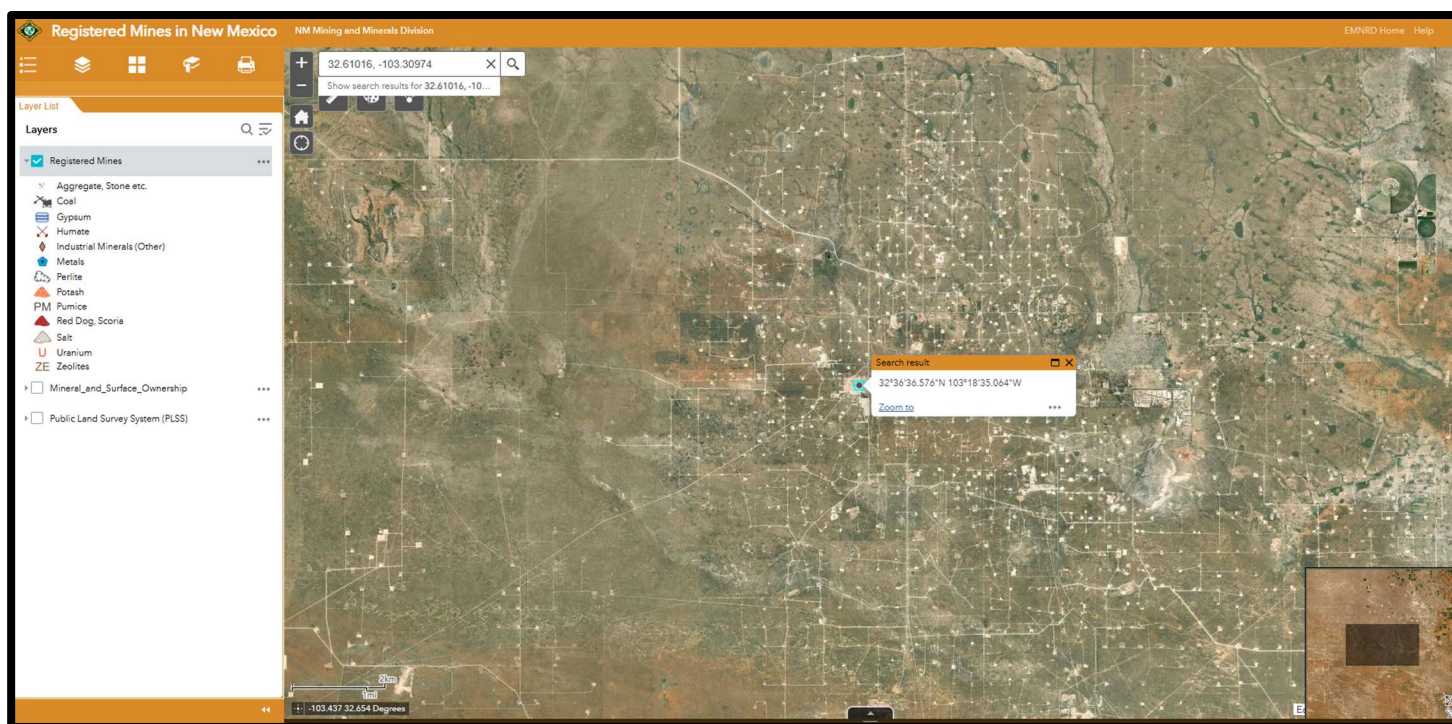 Registered Mines in New Mexico
NM Mining and Minerals Division
EMNRD Home Help
32.61016, -103.30974
Show search results for 32.61016, -10...
Layer List
Layers
Registered Mines
Aggregate, Stone etc.
Coal
Gypsum
Humate
Industrial Minerals (Other)
Metals
Perlite
Potash
PM Pumice
Red Dog, Scoria
Salt
U Uranium
ZE Zeolites
Mineral_and_Surface_Ownership
Public Land Survey System (PLSS)
Search result
32°36'36.576"N 103°18'35.064"W
Zoom to
2km
1mi
-103.437 32.654 Degrees